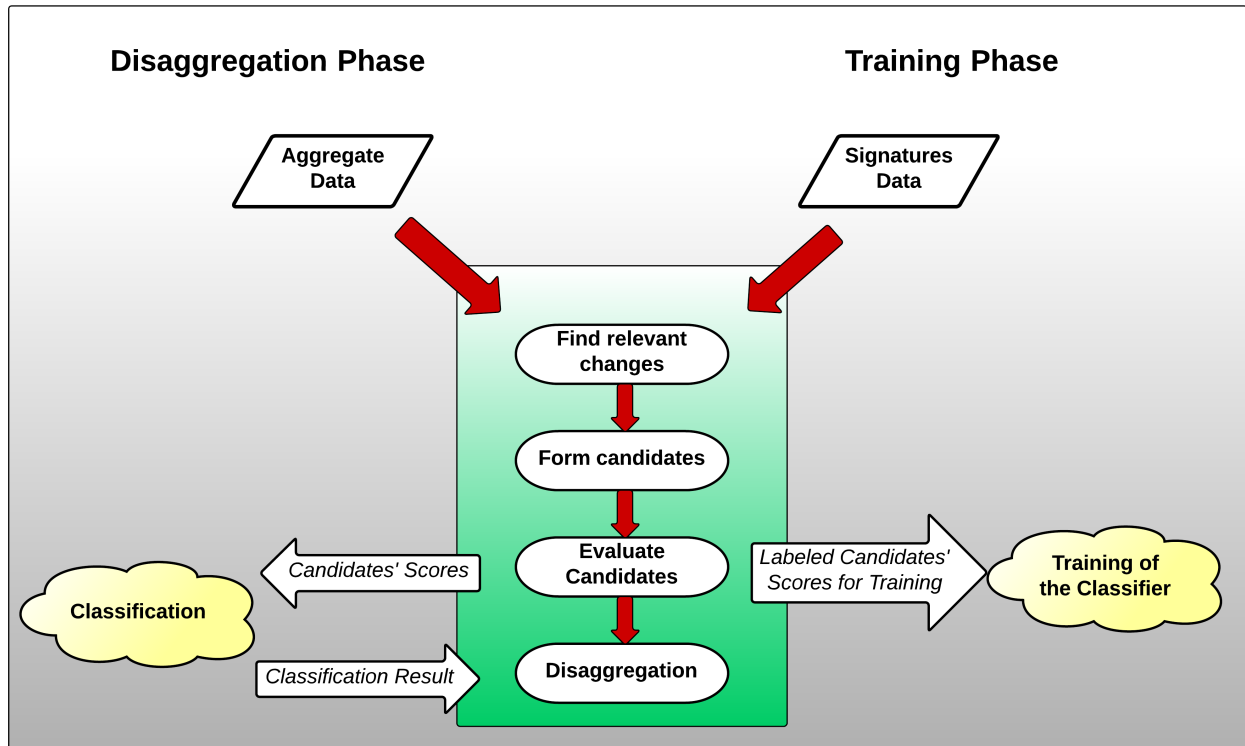 Disaggregation Phase
Training Phase
Aggregate
Data
Signatures
Data
Find relevant
changes
Form candidates
Evaluate
Candidates
Candidates' Scores
Labeled Candidates'
Scores for Training
Training of
the Classifier
Classification
Classification Result
Disaggregation